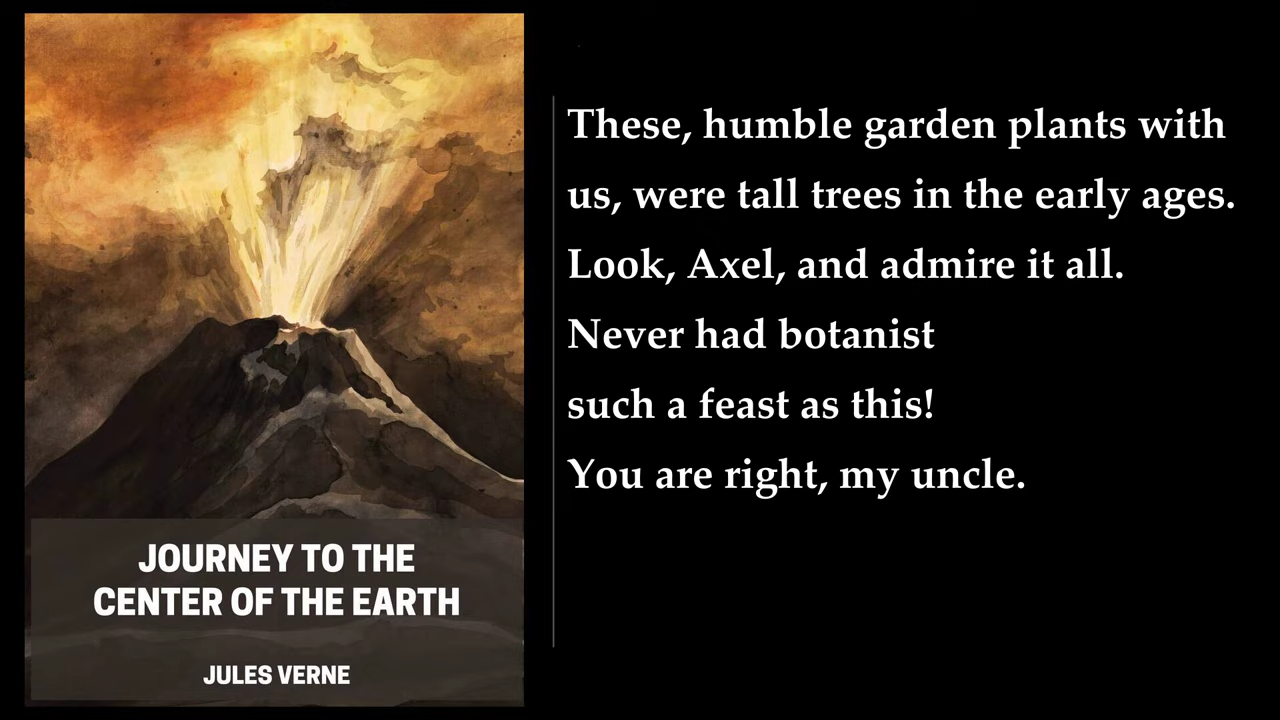 These, humble garden plants with
us, were tall trees in the early ages.
Look, Axel, and admire it all.
Never had botanist
such a feast as this!
You are right, my uncle.
JOURNEY TO THE
CENTER OF THE EARTH
JULES VERNE